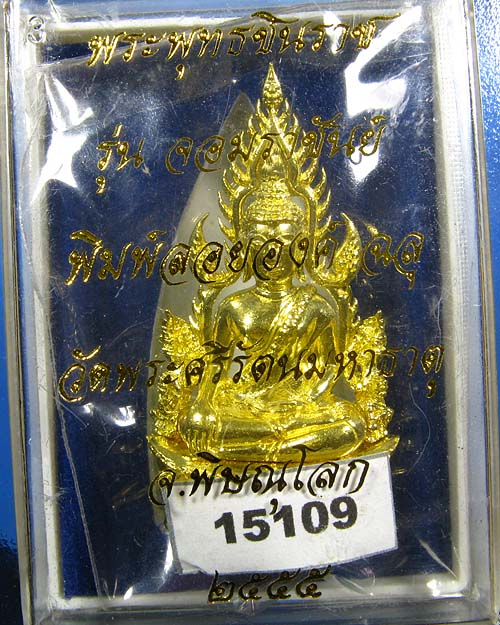 พระพุทธชินราช
รุ่น จอมราชันย์
พิมพ์ลอยองค์ ฉลุ
วัดพระศรีรัตนมหาธาตุ
จ.พิษณุโลก
15109
๒๕๕๕